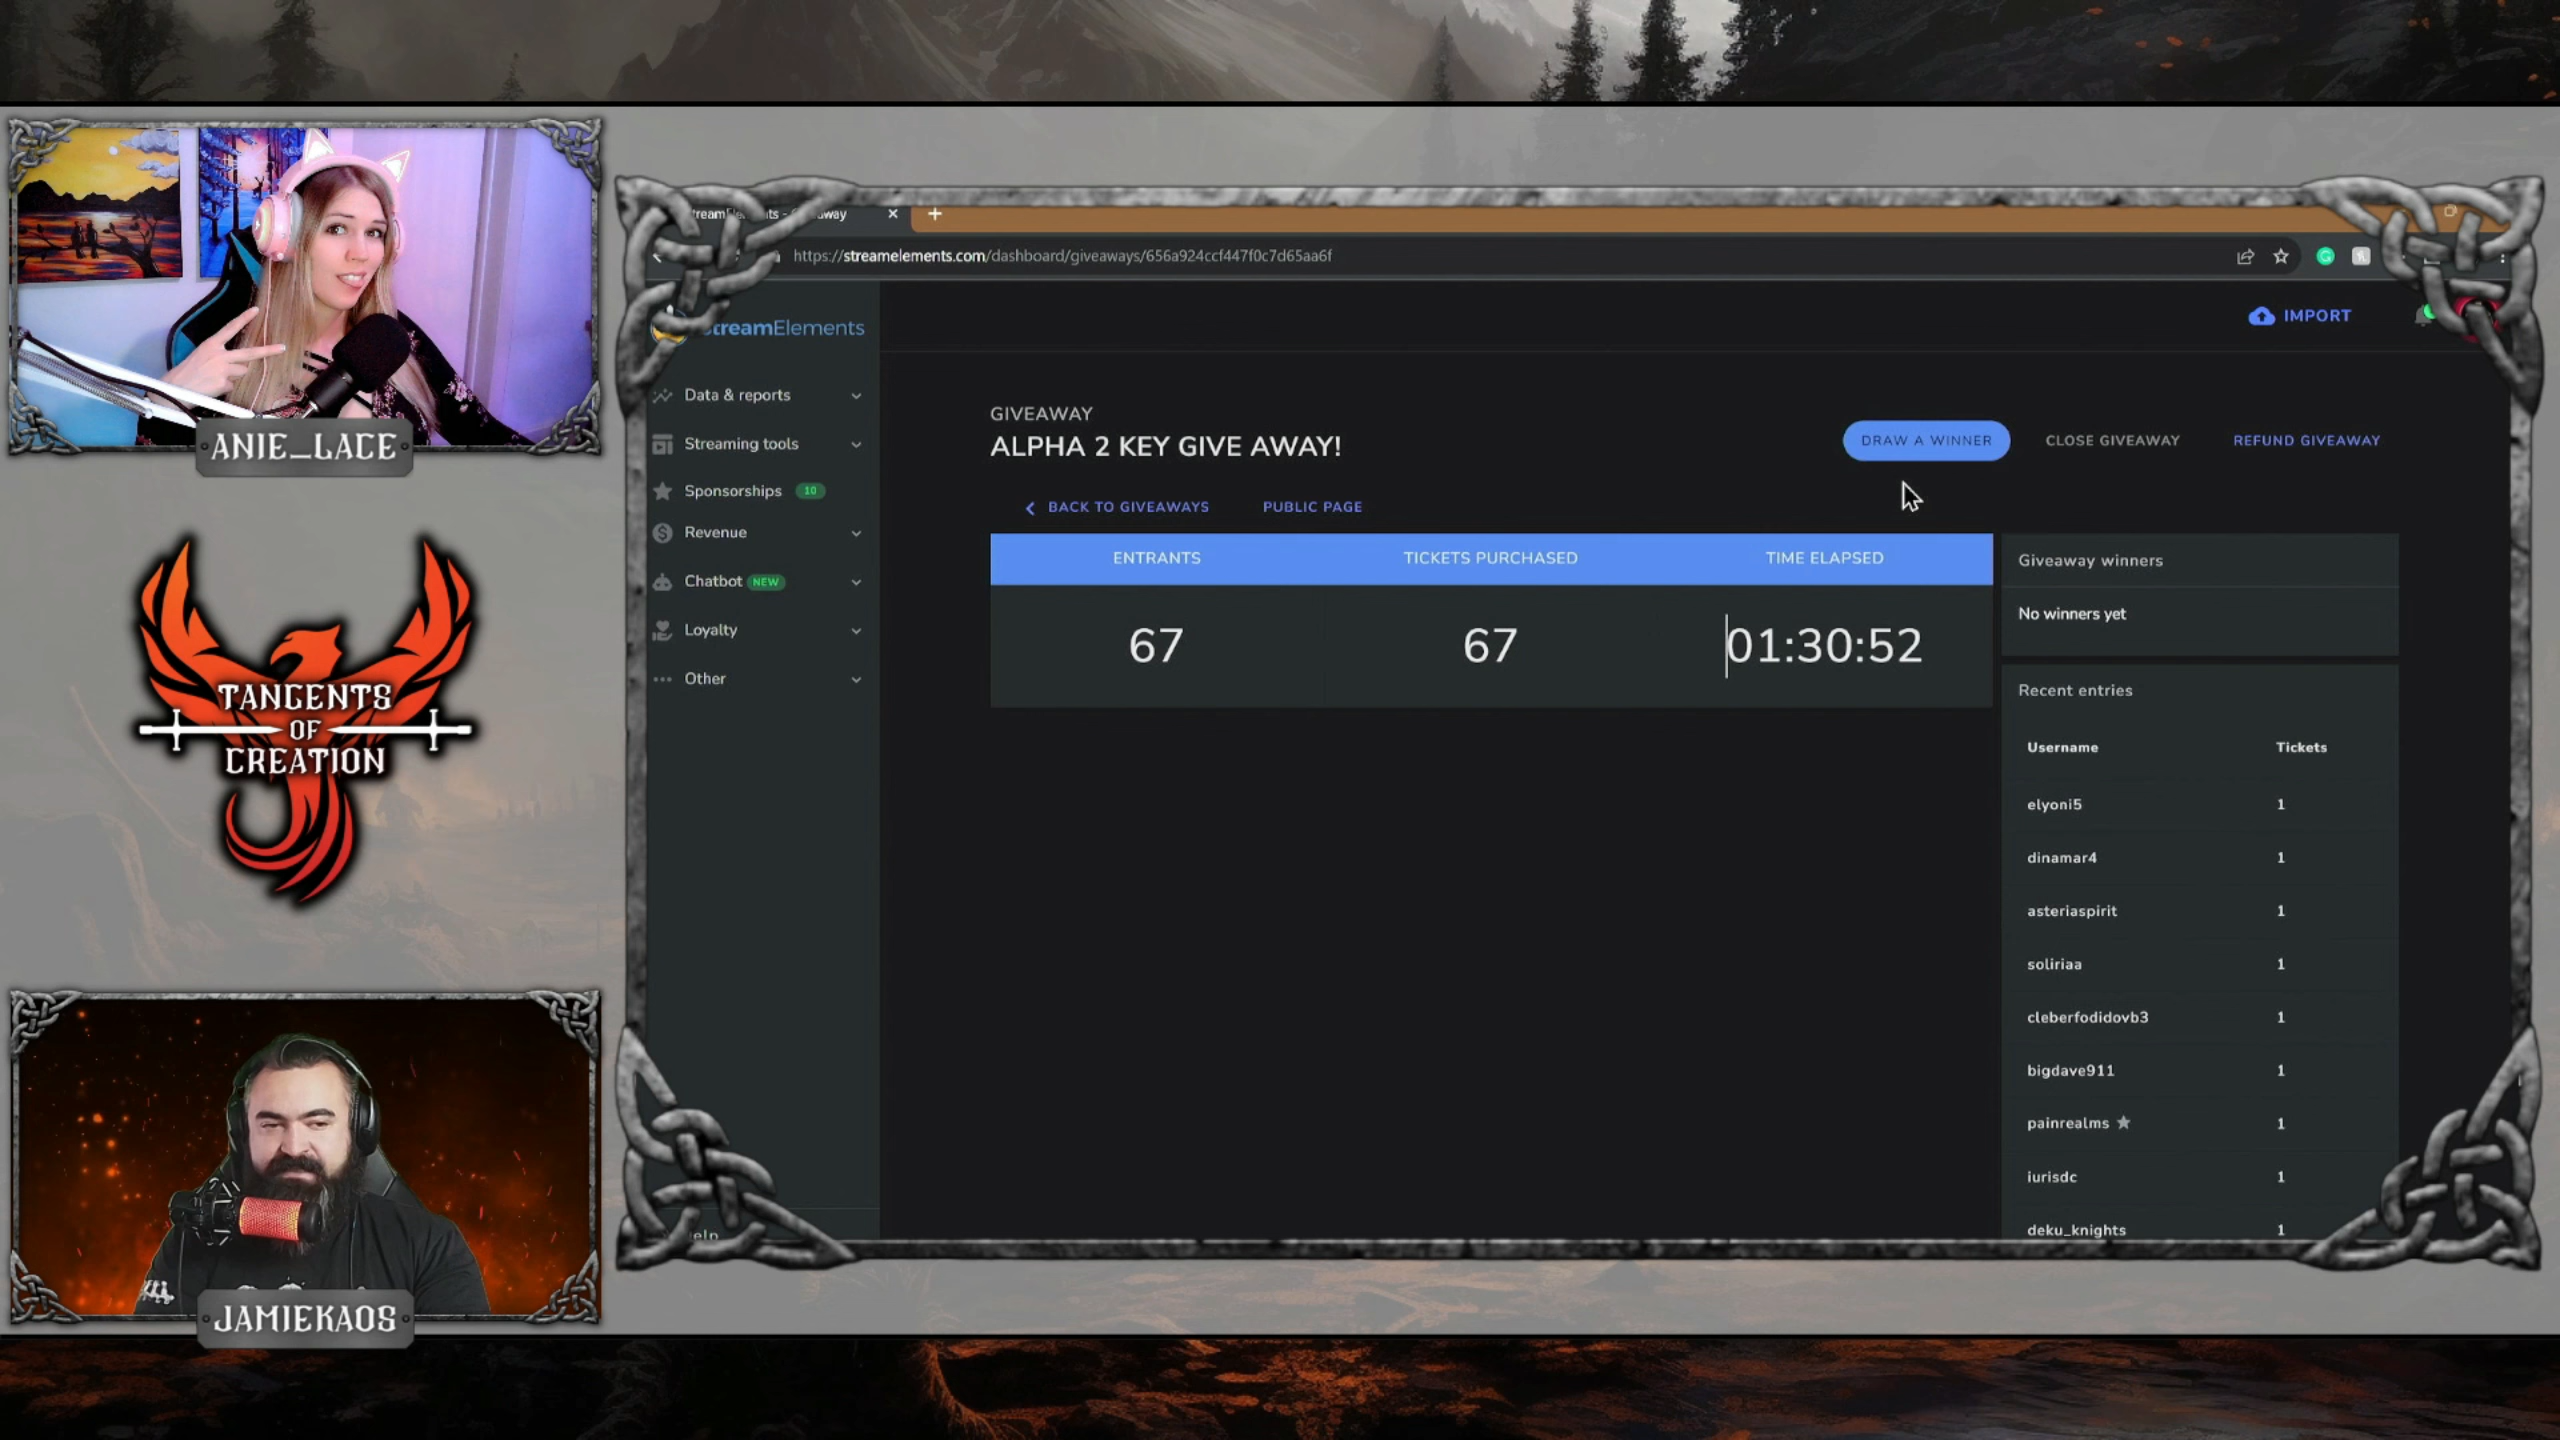 ANIE_LACE
TANGENTS
OF
CREATION
JAMIEKAOS
https://streamelements.com/dashboard/giveaways/656a924ccf447f0c7d65aa6f
IMPORT
Data & reports
Streaming tools
Sponsorships 10
Revenue
Chatbot NEW
Loyalty
Other
GIVEAWAY
ALPHA 2 KEY GIVE AWAY!
DRAW A WINNER CLOSE GIVEAWAY REFUND GIVEAWAY
BACK TO GIVEAWAYS PUBLIC PAGE
ENTRANTS TICKETS PURCHASED TIME ELAPSED
67 67 01:30:52
Giveaway winners
No winners yet
Recent entries
Username Tickets
elyoni5 1
dinamar4 1
asteriaspirit 1
soliriaa 1
cleberfodidovb3 1
bigdave911 1
painrealms 1
iurisdc 1
deku_knights 1